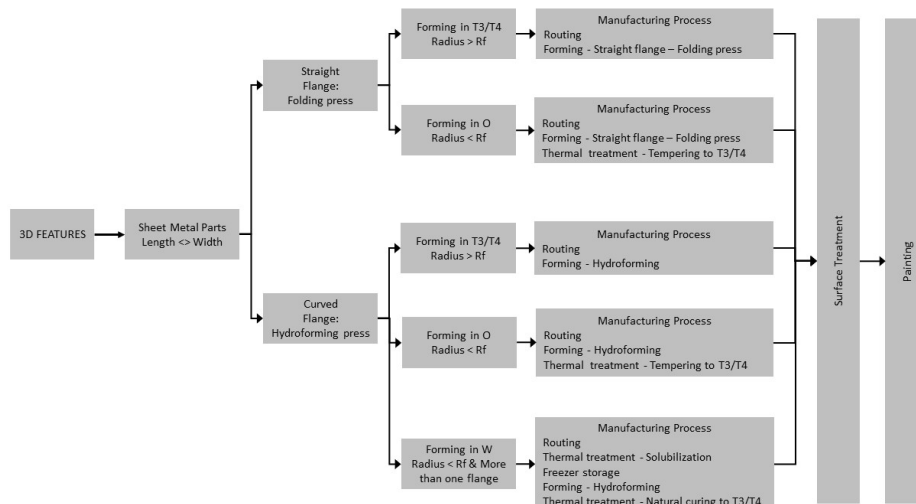 3D FEATURES
Sheet Metal Parts
Length <> Width
Straight
Flange:
Folding press
Curved
Flange:
Hydroforming press
Forming in T3/T4
Radius > Rf
Manufacturing Process
Routing
Forming - Straight flange – Folding press
Forming in O
Radius < Rf
Manufacturing Process
Routing
Forming - Straight flange – Folding press
Thermal treatment - Tempering to T3/T4
Forming in T3/T4
Radius > Rf
Manufacturing Process
Routing
Forming - Hydroforming
Forming in O
Radius < Rf
Manufacturing Process
Routing
Forming - Hydroforming
Thermal treatment - Tempering to T3/T4
Forming in W
Radius < Rf & More
than one flange
Manufacturing Process
Routing
Thermal treatment - Solubilization
Freezer storage
Forming - Hydroforming
Thermal treatment - Natural curing to T3/T4
Surface Treatment
Painting